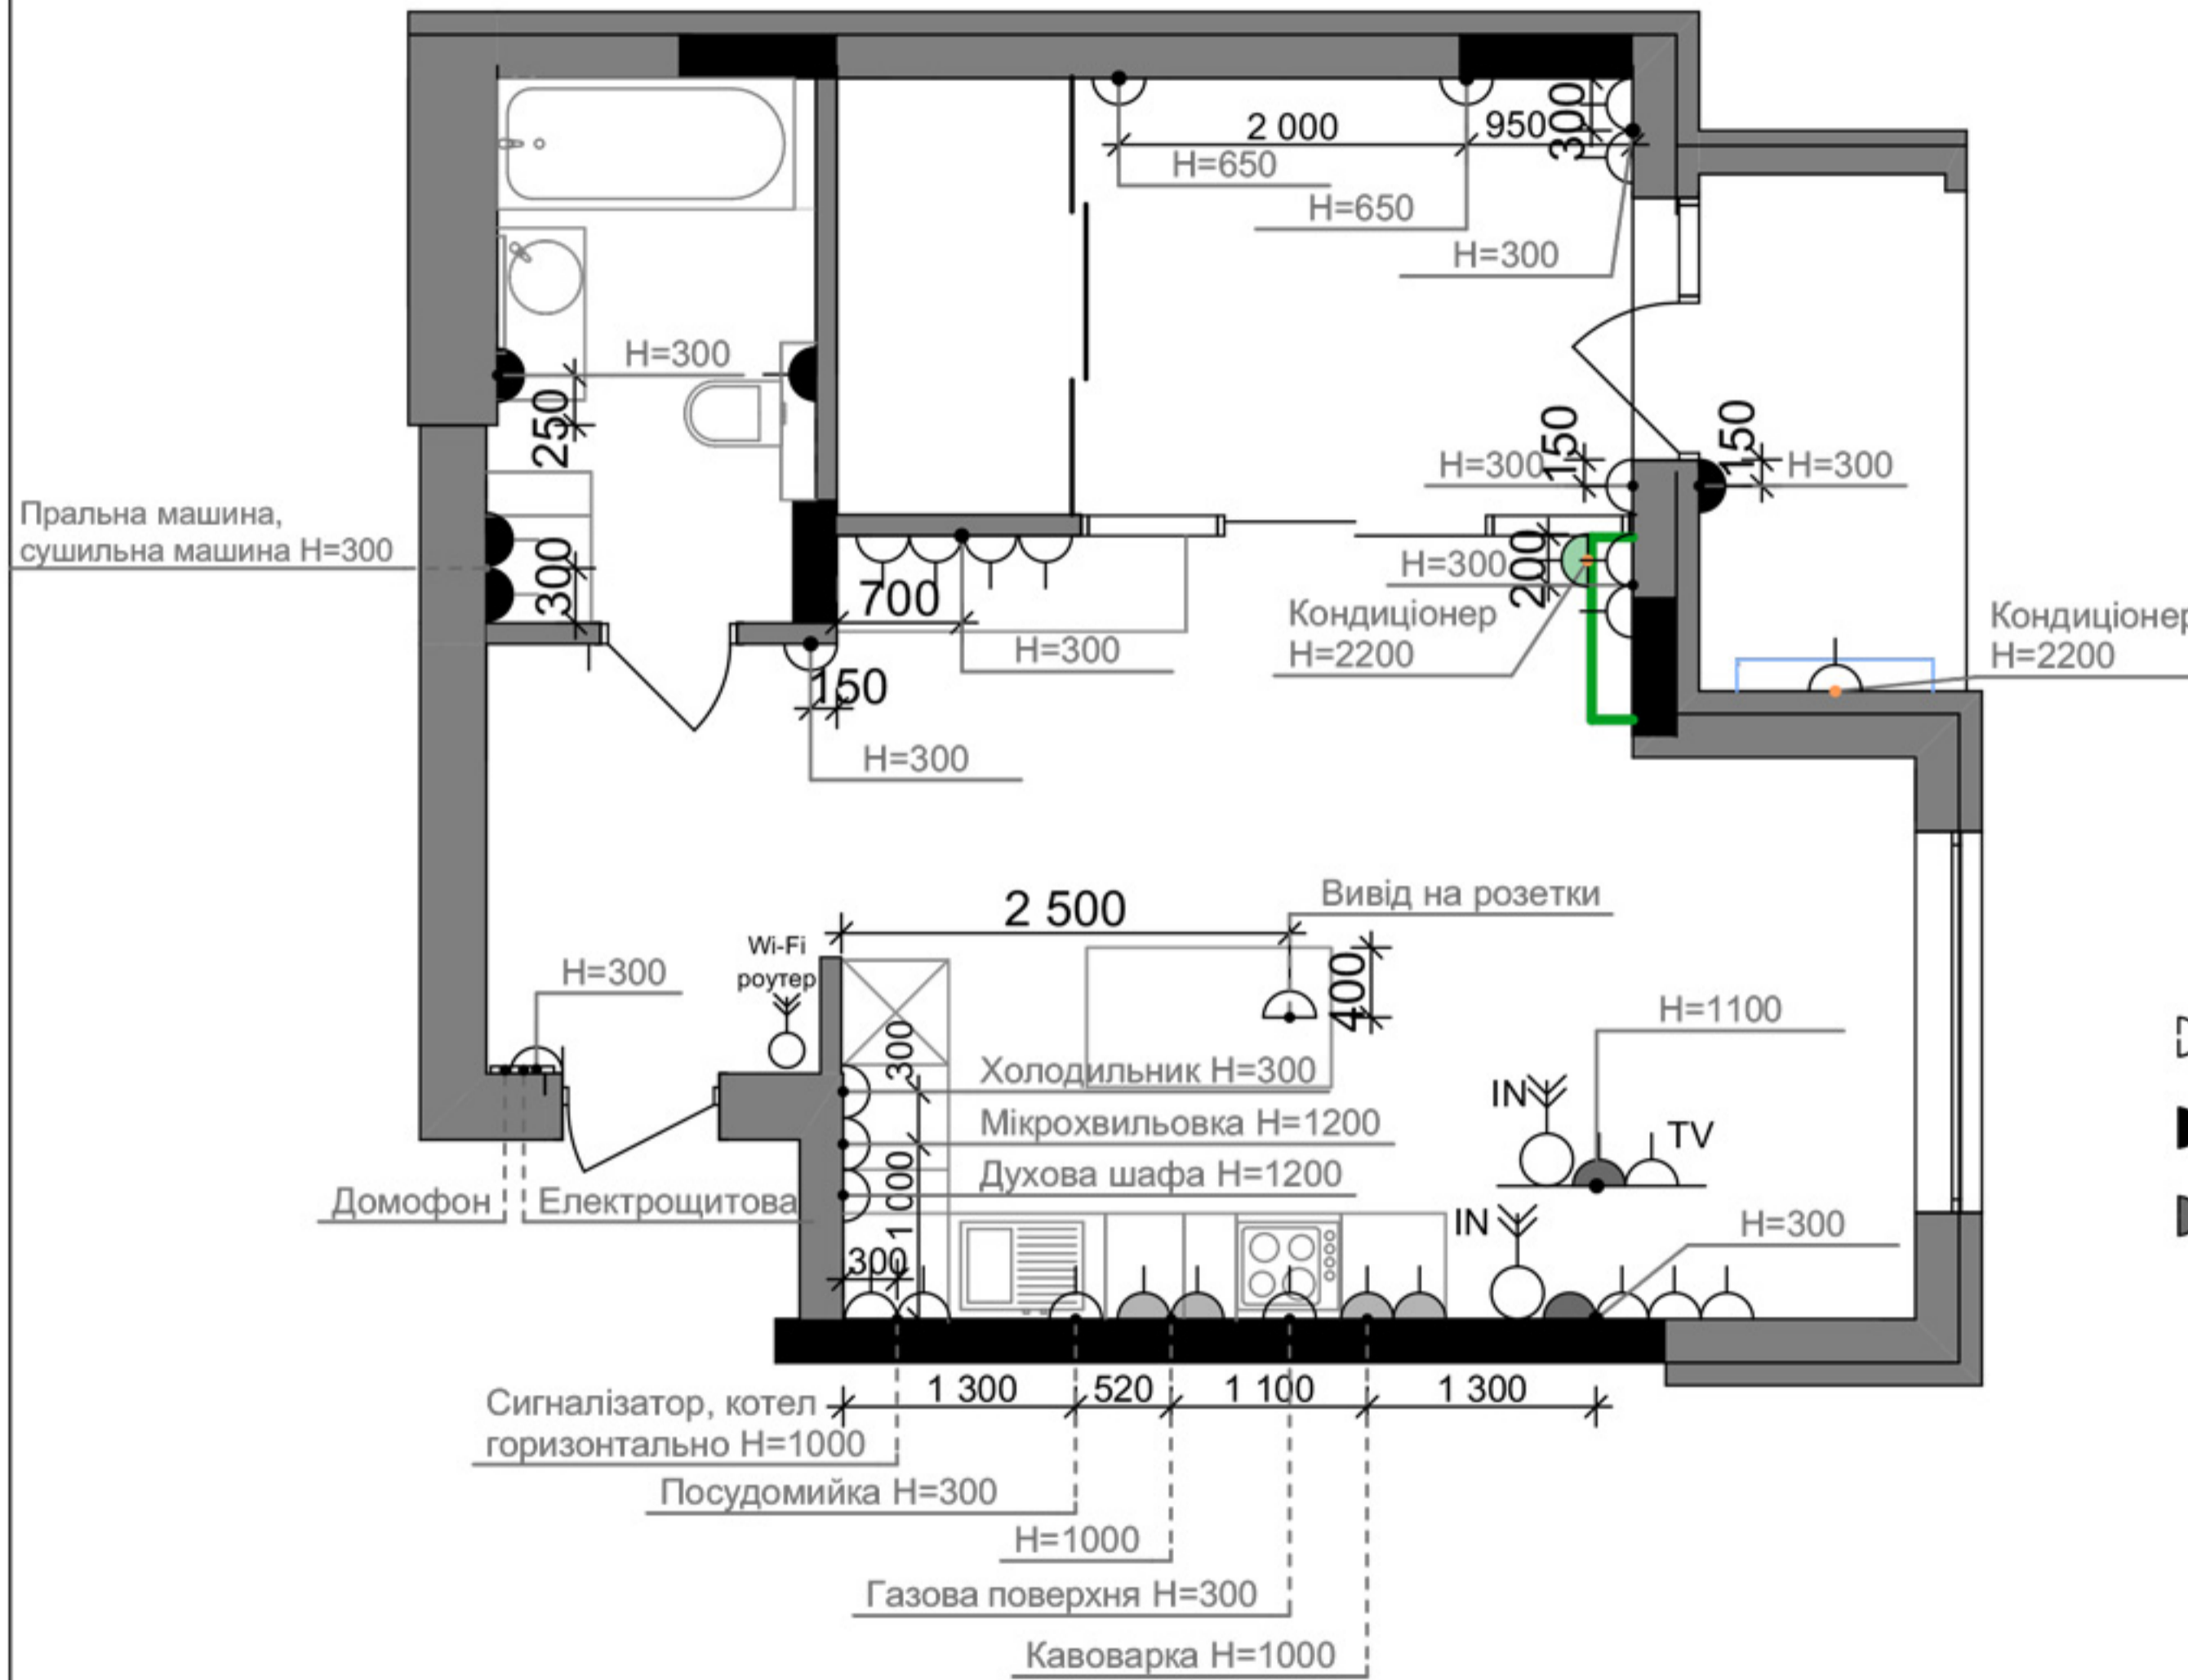 2 000
950
300
H=650
H=650
H=300
H=300
250
150
150
H=300
H=300
Пральна машина,
сушильна машина H=300
300
H=300
200
700
Кондиціонер
H=2200
Кондиціонер
H=2200
H=300
150
H=300
2 500
Вивід на розетки
Wi-Fi
роутер
H=300
400
H=1100
300
Холодильник H=300
IN
Мікрохвильовка H=1200
TV
Духова шафа H=1200
1 000
Домофон
Електрощитова
IN
H=300
300
1 300
520
1 100
1 300
Сигналізатор, котел
горизонтально H=1000
Посудомийка H=300
H=1000
Газова поверхня H=300
Кавоварка H=1000